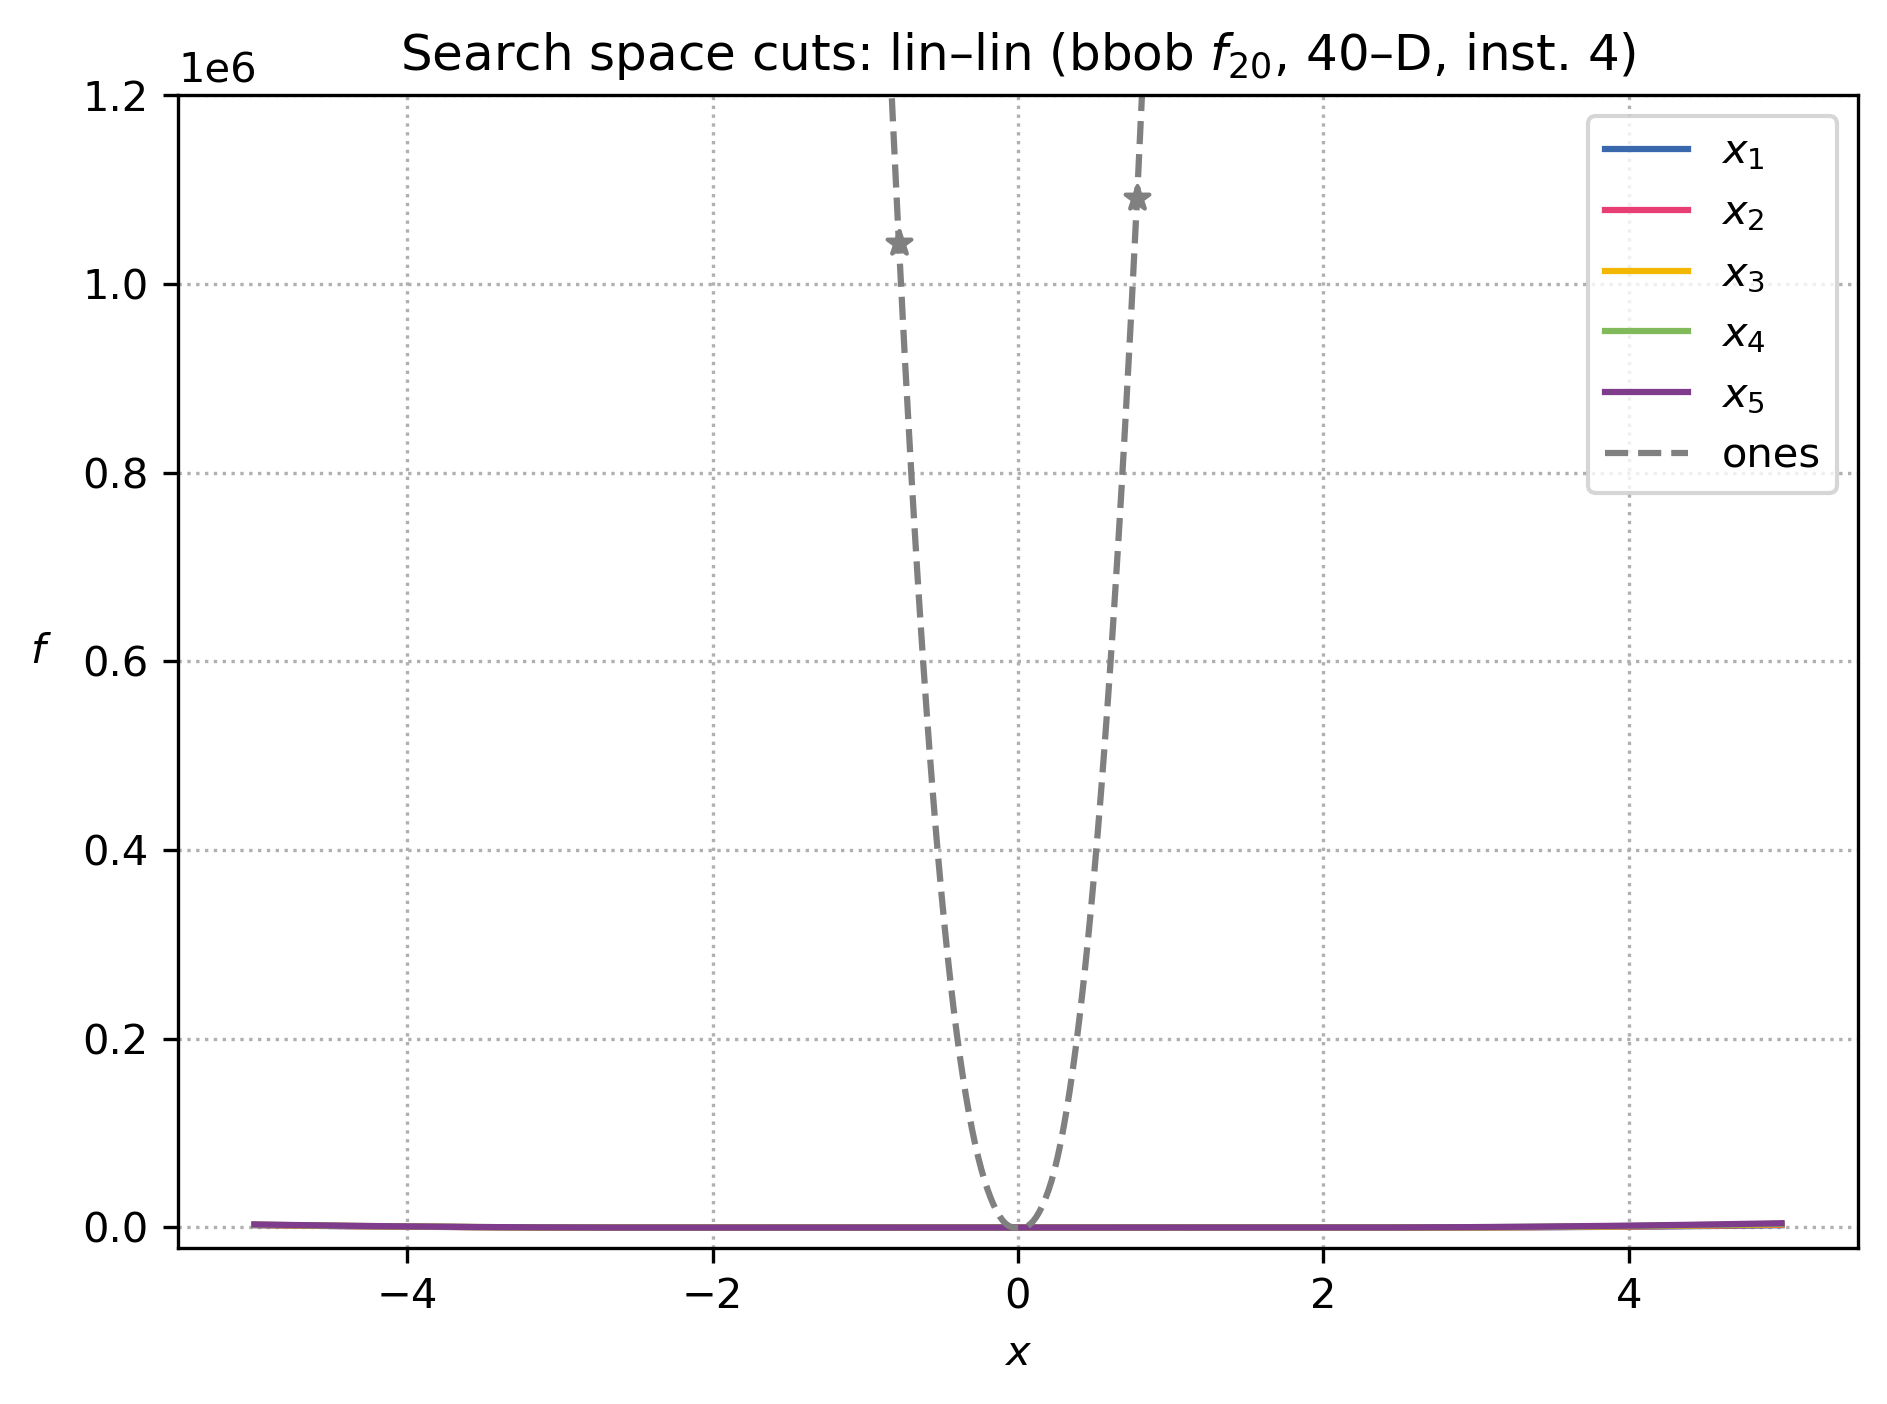 Search space cuts: lin–lin (bbob f20, 40–D, inst. 4)
1e6
1.2
1.0
0.8
0.6
0.4
0.2
0.0
f
−4
−2
0
2
4
x
x1
x2
x3
x4
x5
ones